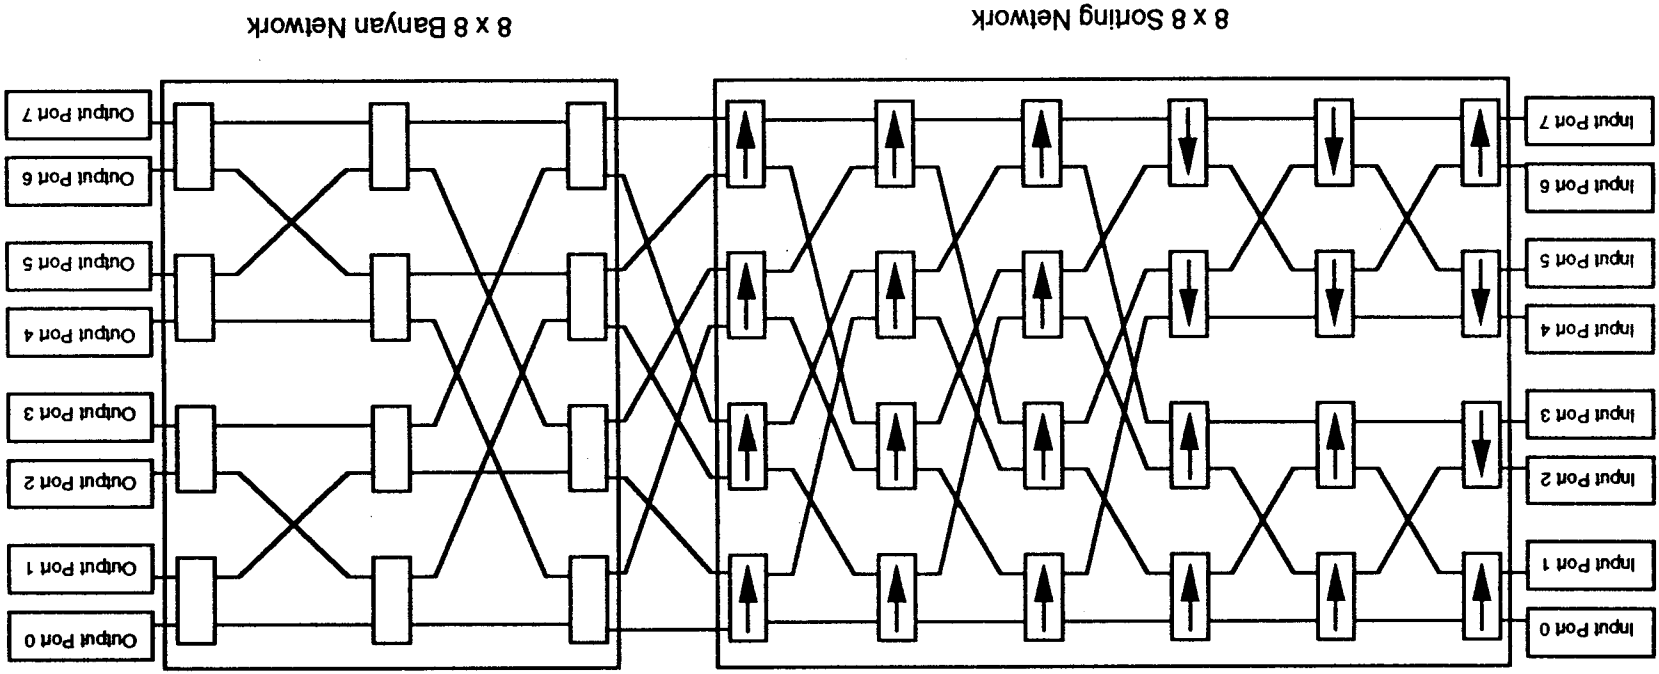 Input Port 0
Input Port 1
Input Port 2
Input Port 3
Input Port 4
Input Port 5
Input Port 6
Input Port 7
Output Port 0
Output Port 1
Output Port 2
Output Port 3
Output Port 4
Output Port 5
Output Port 6
Output Port 7
8 x 8 Sorting Network
8 x 8 Banyan Network